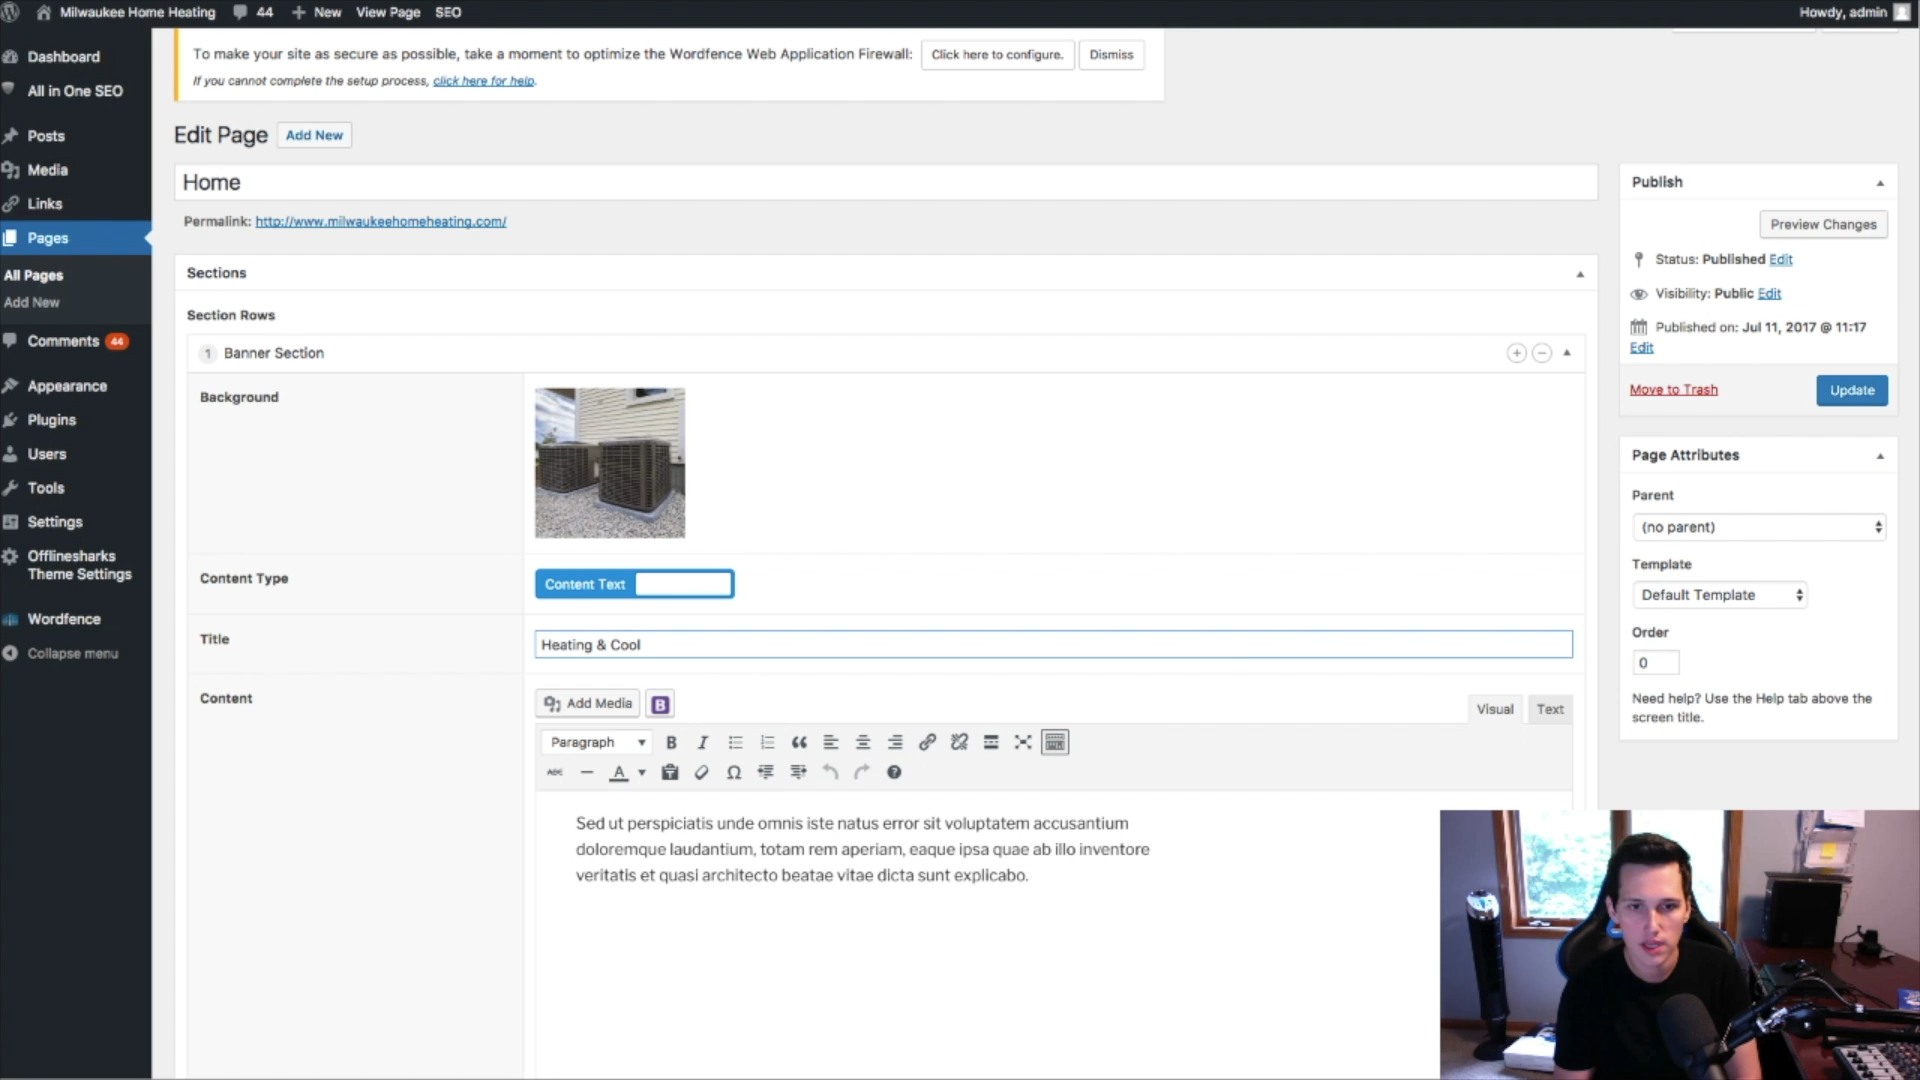 Milwaukee Home Heating 44 New View Page SEO Howdy, admin
Dashboard
All in One SEO
Posts
Media
Links
Pages
All Pages
Add New
Comments 44
Appearance
Plugins
Users
Tools
Settings
Offlinesharks
Theme Settings
Wordfence
Collapse menu
To make your site as secure as possible, take a moment to optimize the Wordfence Web Application Firewall: Click here to configure. Dismiss
If you cannot complete the setup process, click here for help.
Edit Page Add New
Home
Permalink: http://www.milwaukeehomeheating.com/
Sections
Section Rows
1 Banner Section
Background
Content Type Content Text
Title Heating & Cool
Content Add Media B
Visual Text
Paragraph B I
ABC A Ω
Sed ut perspiciatis unde omnis iste natus error sit voluptatem accusantium
doloremque laudantium, totam rem aperiam, eaque ipsa quae ab illo inventore
veritatis et quasi architecto beatae vitae dicta sunt explicabo.
Publish
Preview Changes
Status: Published Edit
Visibility: Public Edit
Published on: Jul 11, 2017 @ 11:17
Edit
Move to Trash Update
Page Attributes
Parent
(no parent)
Template
Default Template
Order
0
Need help? Use the Help tab above the
screen title.